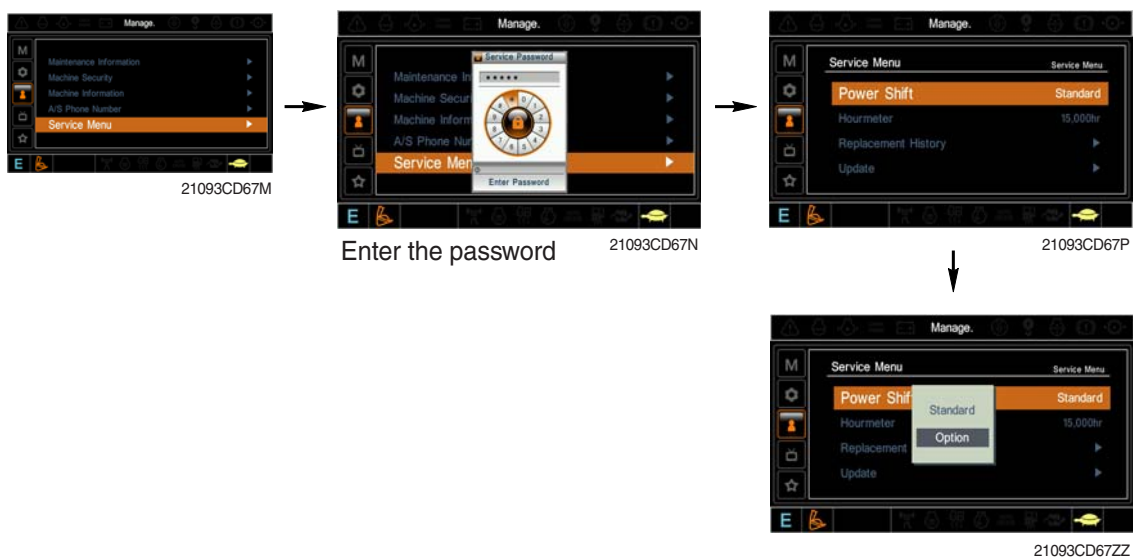 Manage.
M
Maintenance Information
Machine Security
Machine Information
A/S Phone Number
Service Menu
E
21093CD67M
Manage.
Service Password
*****
M
Maintenance In
Machine Secur
Machine Inform
A/S Phone Nu
Service Men
Enter Password
E
Enter the password
21093CD67N
Manage.
M
Service Menu Service Menu
Power Shift Standard
Hourmeter 15,000hr
Replacement History
Update
E
21093CD67P
Manage.
M
Service Menu Service Menu
Power Shif Standard
Standard
Hourmeter 15,000hr
Option
Replacement
Update
E
21093CD67ZZ